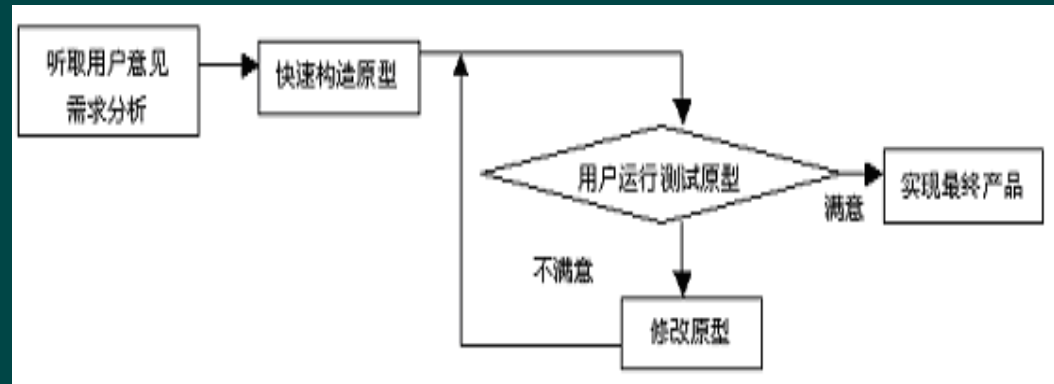 听取用户意见
需求分析
快速构造原型
用户运行测试原型
满意
实现最终产品
不满意
修改原型